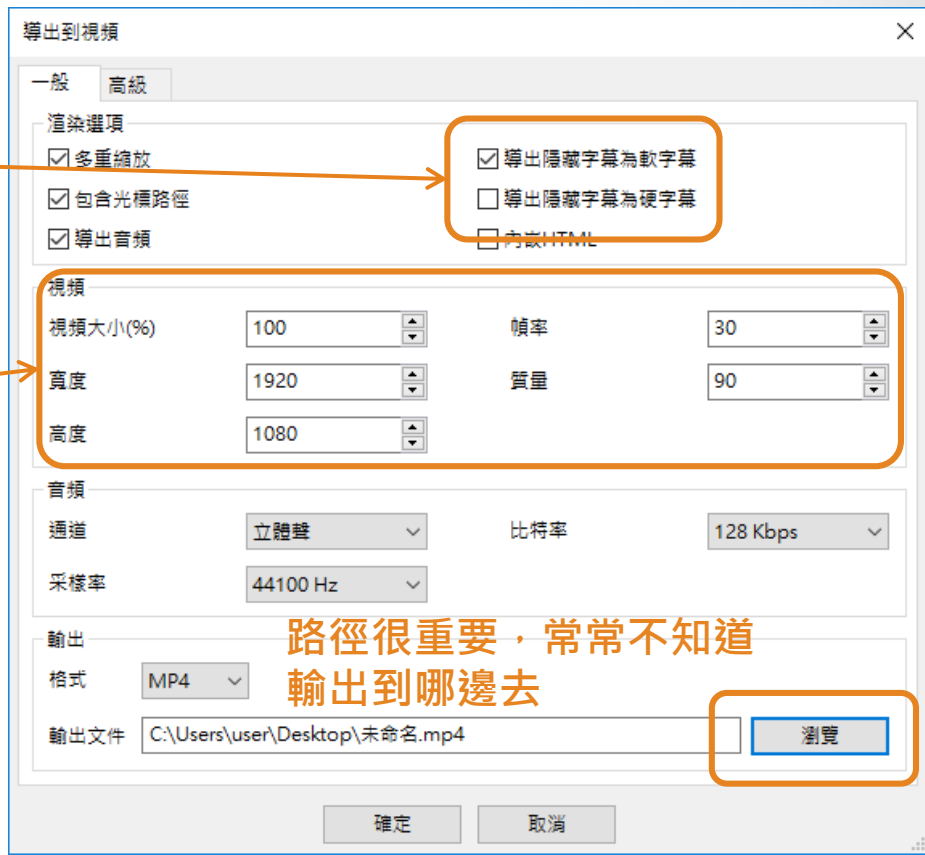 導出到視頻
一般 高級
渲染選項
多重縮放 導出隱藏字幕為軟字幕
包含光標路徑 導出隱藏字幕為硬字幕
導出音頻 內嵌HTML
視頻
視頻大小(%) 100 幀率 30
寬度 1920 質量 90
高度 1080
音頻
通道 立體聲 比特率 128 Kbps
采樣率 44100 Hz
輸出
路徑很重要，常常不知道
輸出到哪邊去
格式 MP4
輸出文件 C:\Users\user\Desktop\未命名.mp4 瀏覽
確定 取消